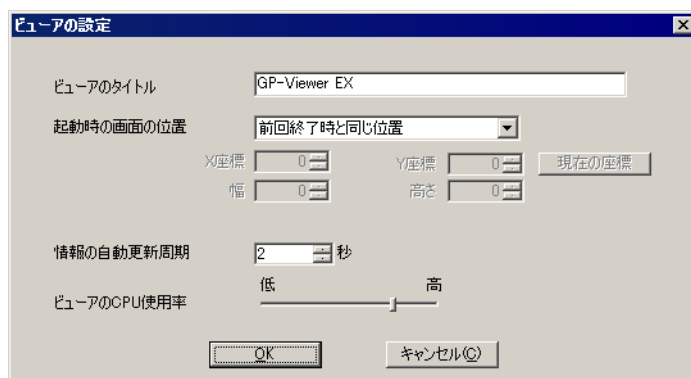 ビューアの設定
ビューアのタイトル GP-Viewer EX
起動時の画面の位置 前回終了時と同じ位置
X座標 0 Y座標 0 現在の座標
幅 0 高さ 0
情報の自動更新周期 2 秒
低 高
ビューアのCPU使用率
OK キャンセル(C)